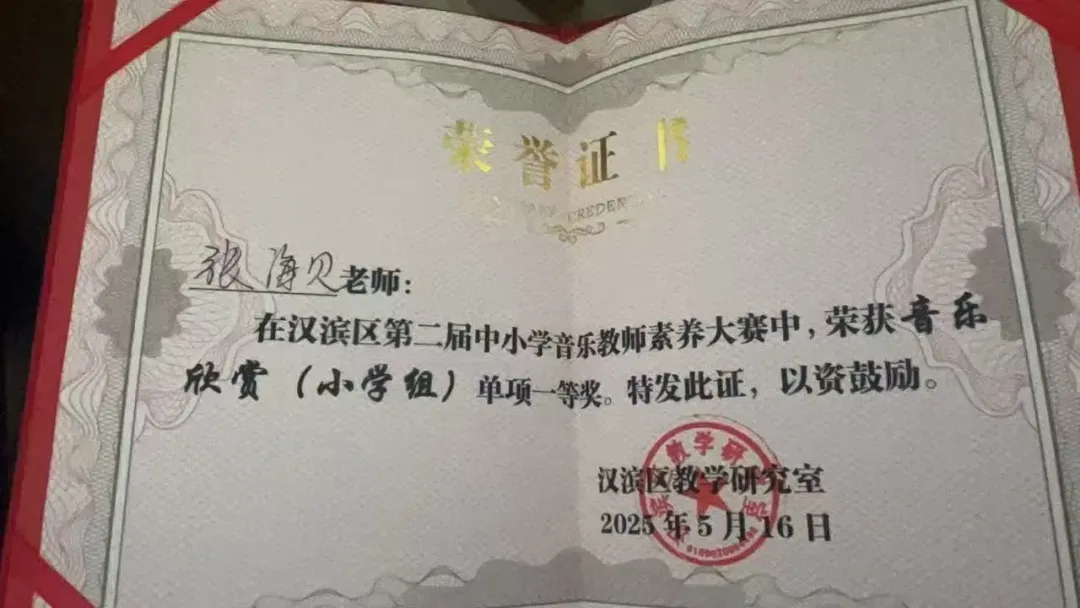 荣誉证书
张海贝老师:
在汉滨区第二届中小学音乐教师素养大赛中,荣获音乐
欣赏(小学组)单项一等奖。特发此证,以资鼓励。
汉滨区教学研究室
2025年5月16日